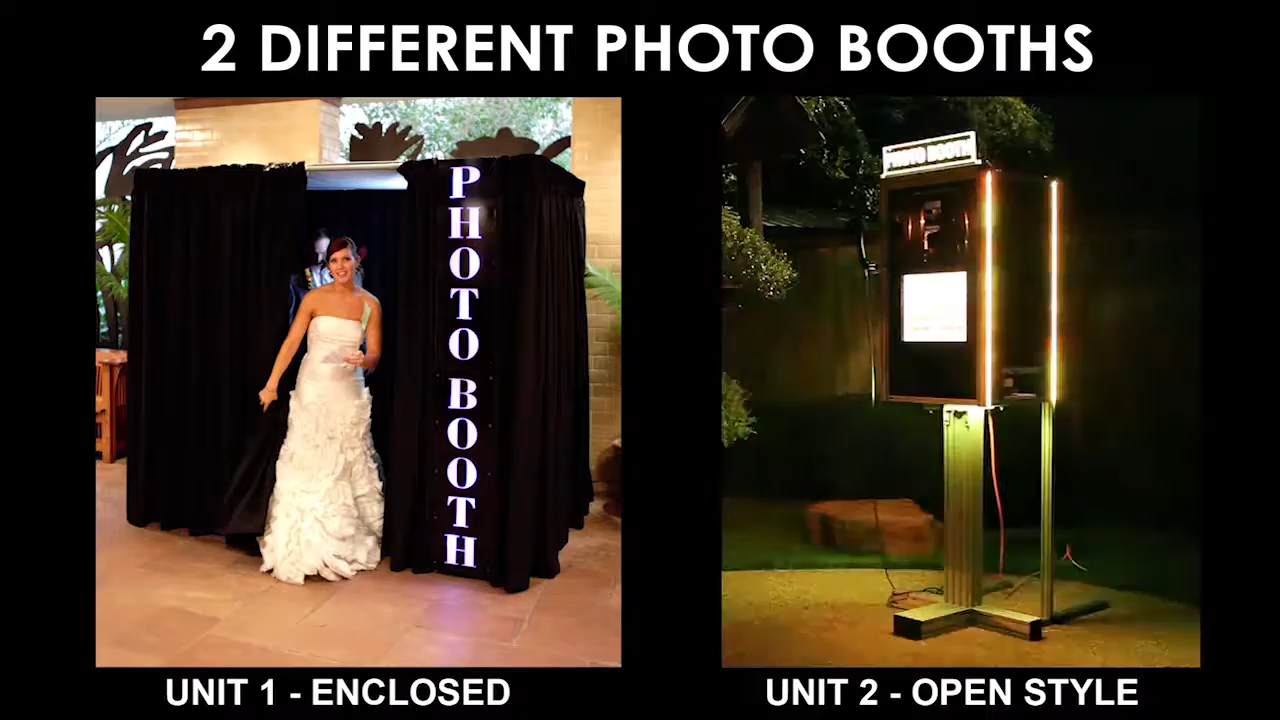 2 DIFFERENT PHOTO BOOTHS
PHOTO BOOTH
PHOTO BOOTH
UNIT 1 - ENCLOSED
UNIT 2 - OPEN STYLE